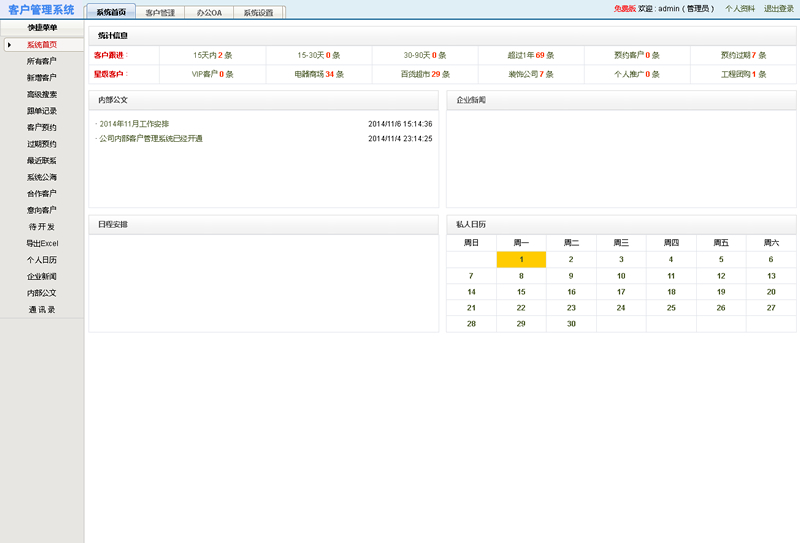 客户管理系统
系统首页 客户管理 办公OA 系统设置
免费版 欢迎 : admin ( 管理员 ) 个人资料 退出登录
快捷菜单
系统首页
所有客户
新增客户
高级搜索
跟单记录
客户预约
过期预约
最近联系
系统公海
合作客户
意向客户
待 开 发
导出Excel
个人日历
企业新闻
内部公文
通 讯 录
统计信息
客户跟进 : 15天内 2 条 15-30天 0 条 30-90天 0 条 超过1年 69 条 预约客户 0 条 预约过期 7 条
星级客户 : VIP客户 0 条 电器商场 34 条 百货超市 29 条 装饰公司 7 条 个人推广 0 条 工程团购 1 条
内部公文
· 2014年11月工作安排 2014/11/6 15:14:36
· 公司内部客户管理系统已经开通 2014/11/4 23:14:25
企业新闻
日程安排
私人日历
周日 周一 周二 周三 周四 周五 周六
1 2 3 4 5 6
7 8 9 10 11 12 13
14 15 16 17 18 19 20
21 22 23 24 25 26 27
28 29 30